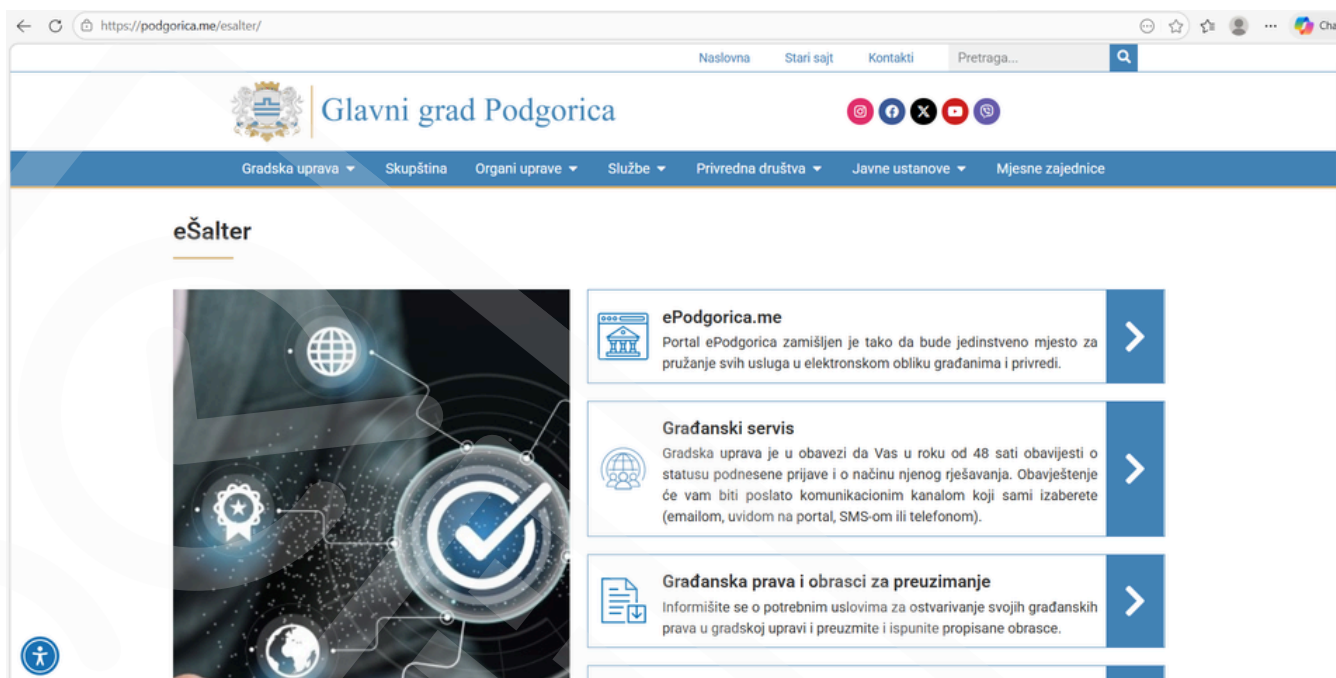 https://podgorica.me/esalter/
Cha
Naslovna Stari sajt Kontakti Pretraga...
Glavni grad Podgorica
Gradska uprava Skupština Organi uprave Službe Privredna društva Javne ustanove Mjesne zajednice
eŠalter
ePodgorica.me
Portal ePodgorica zamišljen je tako da bude jedinstveno mjesto za
pružanje svih usluga u elektronskom obliku građanima i privredi.
Građanski servis
Gradska uprava je u obavezi da Vas u roku od 48 sati obavijesti o
statusu podnesene prijave i o načinu njenog rješavanja. Obavještenje
će vam biti poslato komunikacionim kanalom koji sami izaberete
(emailom, uvidom na portal, SMS-om ili telefonom).
Građanska prava i obrasci za preuzimanje
Informišite se o potrebnim uslovima za ostvarivanje svojih građanskih
prava u gradskoj upravi i preuzmite i ispunite propisane obrasce.